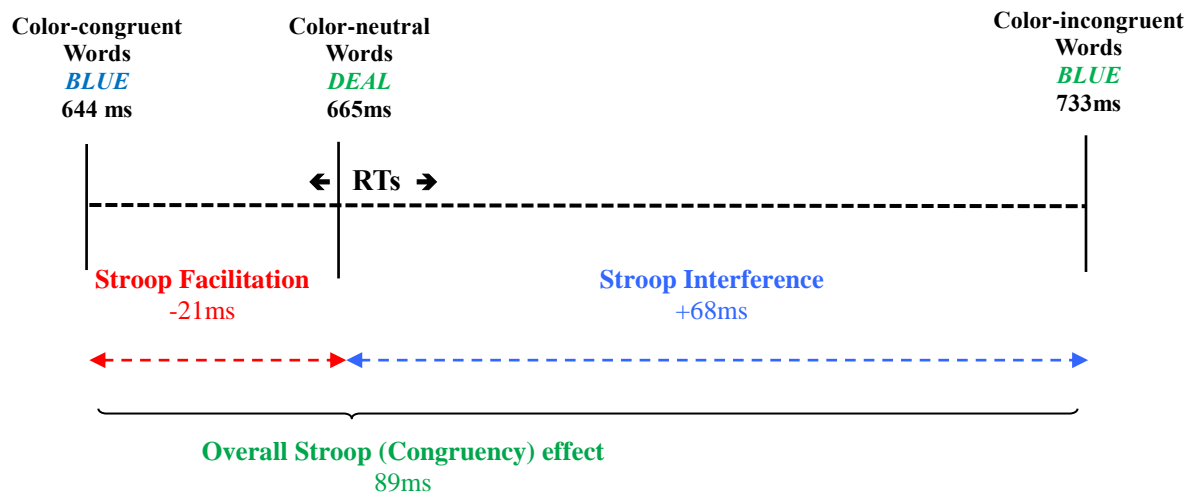 Color-congruent
Words
BLUE
644 ms
Color-neutral
Words
DEAL
665ms
Color-incongruent
Words
BLUE
733ms
RTs
Stroop Facilitation
-21ms
Stroop Interference
+68ms
Overall Stroop (Congruency) effect
89ms